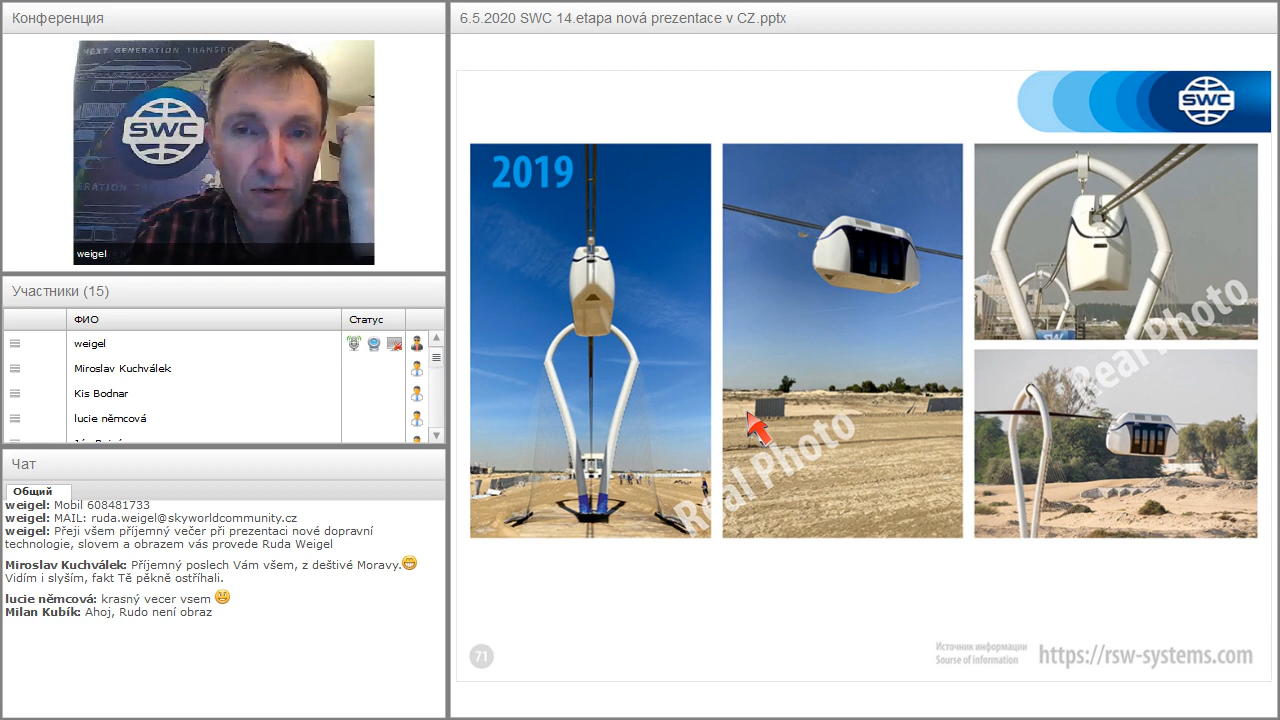 Конференция
NEXT GENERATION TRANSPO
SWC
weigel
Участники (15)
ФИО
Статус
weigel
Miroslav Kuchválek
Kis Bodnar
lucie němcová
Чат
Общий
weigel: Mobil 608481733
weigel: MAIL: ruda.weigel@skyworldcommunity.cz
weigel: Přeji všem příjemný večer při prezentaci nové dopravní
technologie, slovem a obrazem vás provede Ruda Weigel
Miroslav Kuchválek: Příjemný poslech Vám všem, z deštivé Moravy.
Vidím i slyším, fakt Tě pěkně ostříhali.
lucie němcová: krasný vecer vsem
Milan Kubík: Ahoj, Rudo není obraz
6.5.2020 SWC 14.etapa nová prezentace v CZ.pptx
SWC
2019
Real Photo
Real Photo
71
Источник информации
Sourse of information
https://rsw-systems.com